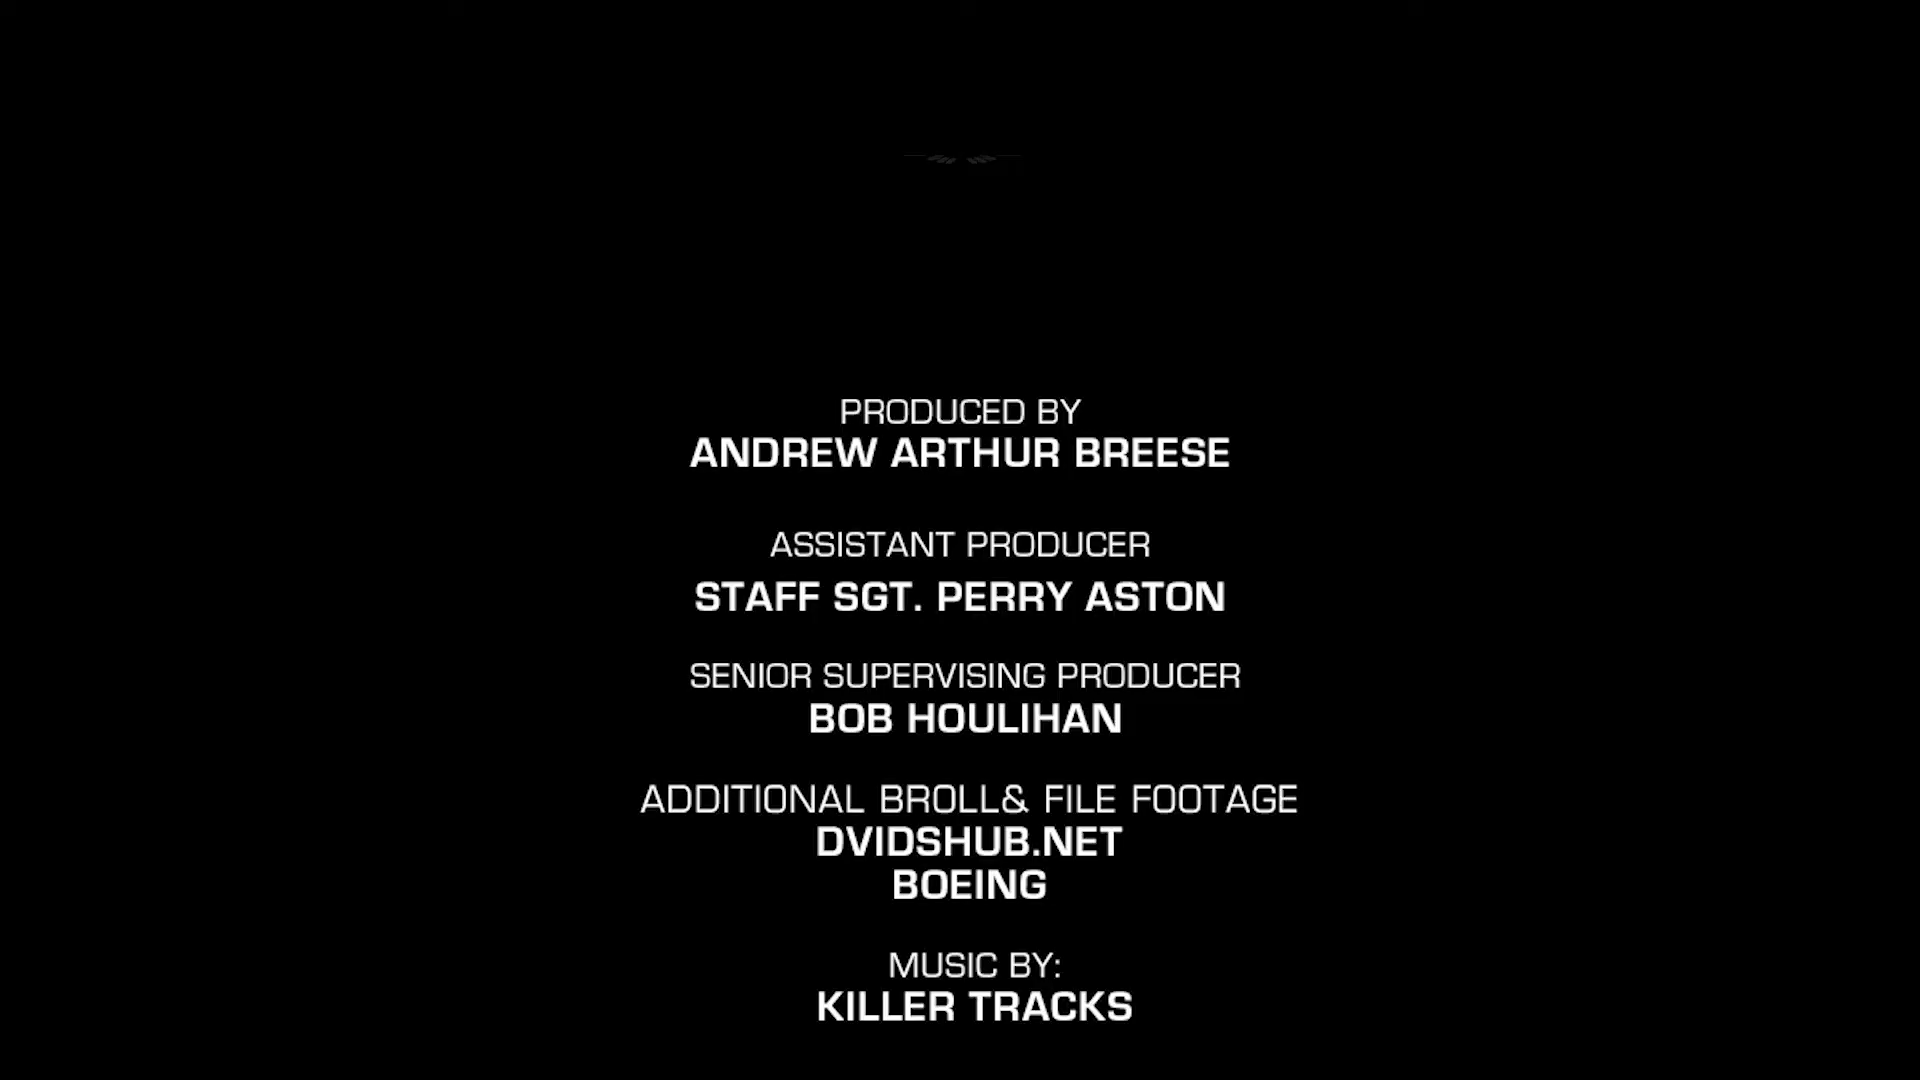 PRODUCED BY
ANDREW ARTHUR BREESE
ASSISTANT PRODUCER
STAFF SGT. PERRY ASTON
SENIOR SUPERVISING PRODUCER
BOB HOULIHAN
ADDITIONAL BROLL& FILE FOOTAGE
DVIDSHUB.NET
BOEING
MUSIC BY:
KILLER TRACKS